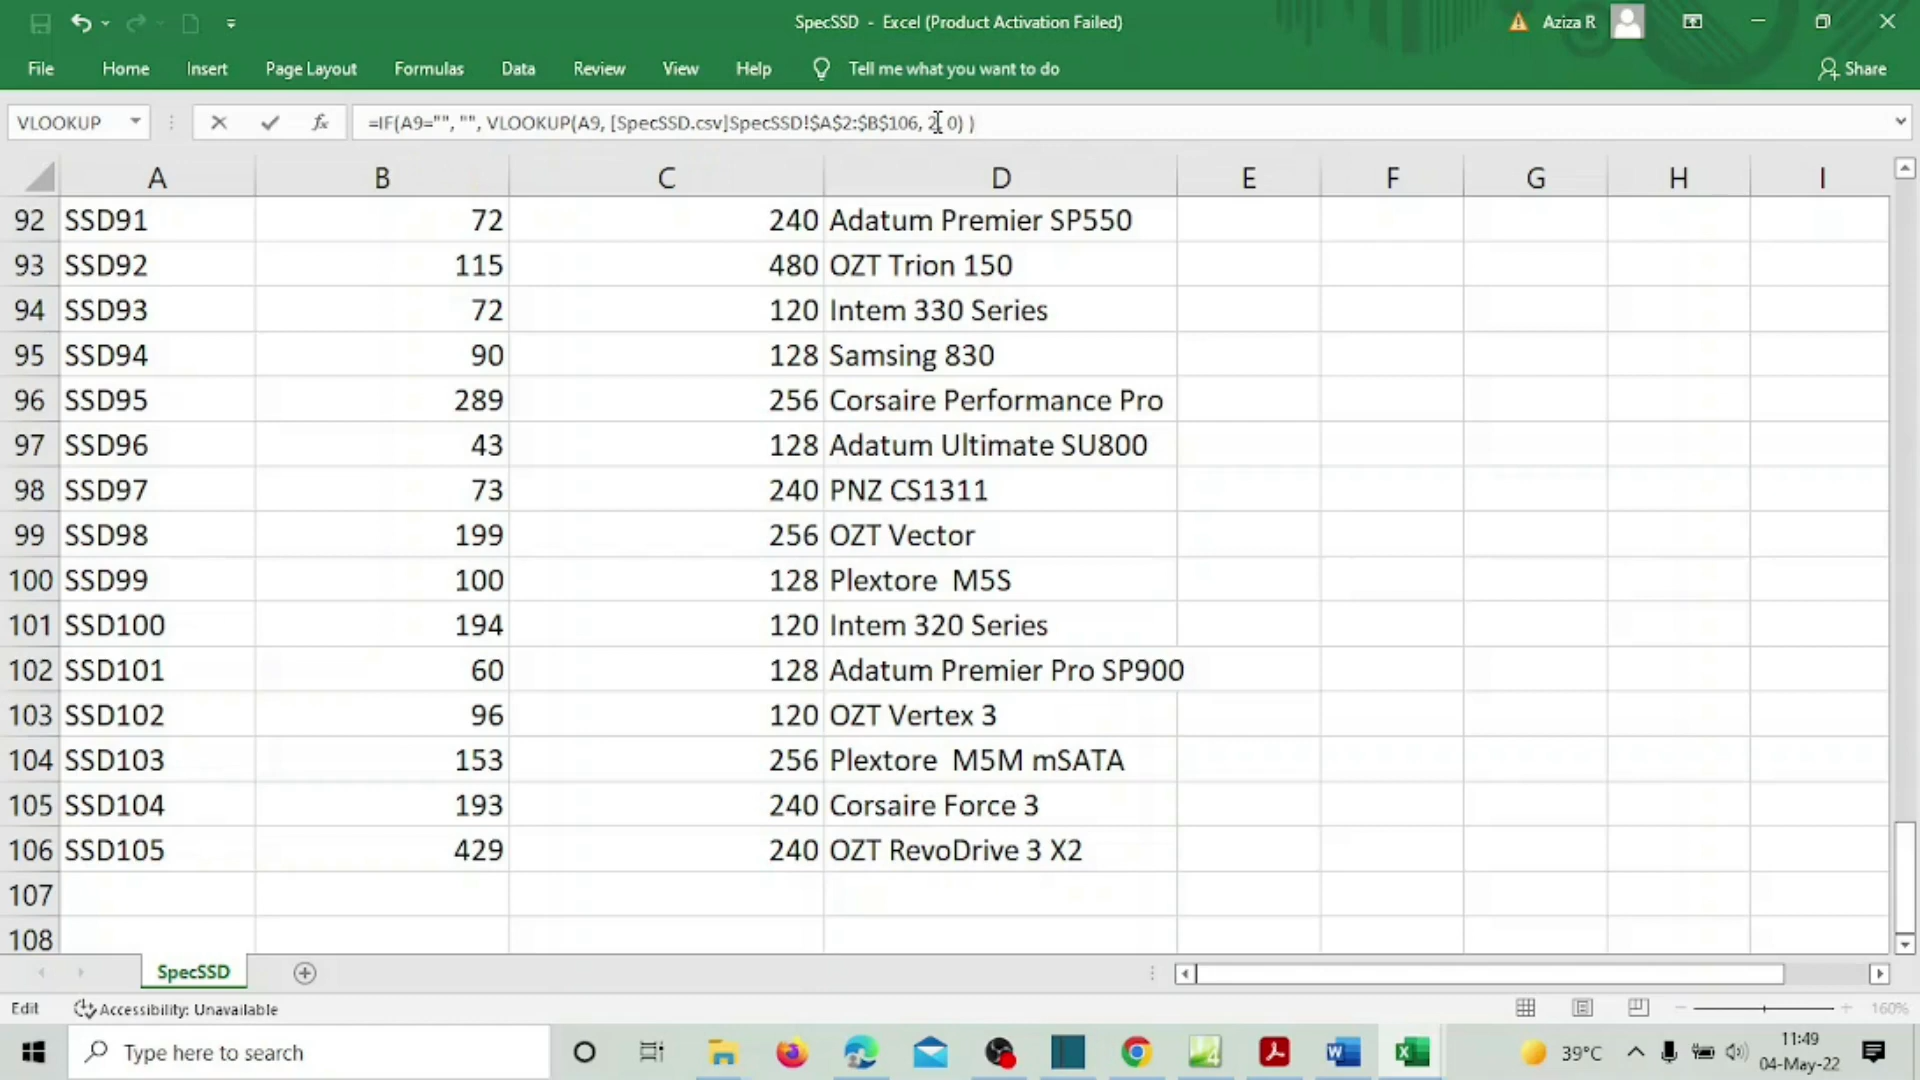 SpecSSD - Excel (Product Activation Failed)
Aziza R
File Home Insert Page Layout Formulas Data Review View Help Tell me what you want to do Share
VLOOKUP fx =IF(A9="", "", VLOOKUP(A9, [SpecSSD.csv]SpecSSD!$A$2:$B$106, 2, 0) )
A B C D E F G H I
92 SSD91 72 240 Adatum Premier SP550
93 SSD92 115 480 OZT Trion 150
94 SSD93 72 120 Intem 330 Series
95 SSD94 90 128 Samsing 830
96 SSD95 289 256 Corsaire Performance Pro
97 SSD96 43 128 Adatum Ultimate SU800
98 SSD97 73 240 PNZ CS1311
99 SSD98 199 256 OZT Vector
100 SSD99 100 128 Plextore  M5S
101 SSD100 194 120 Intem 320 Series
102 SSD101 60 128 Adatum Premier Pro SP900
103 SSD102 96 120 OZT Vertex 3
104 SSD103 153 256 Plextore  M5M mSATA
105 SSD104 193 240 Corsaire Force 3
106 SSD105 429 240 OZT RevoDrive 3 X2
107
108
SpecSSD
Edit Accessibility: Unavailable 160%
Type here to search 39°C 11:49
04-May-22